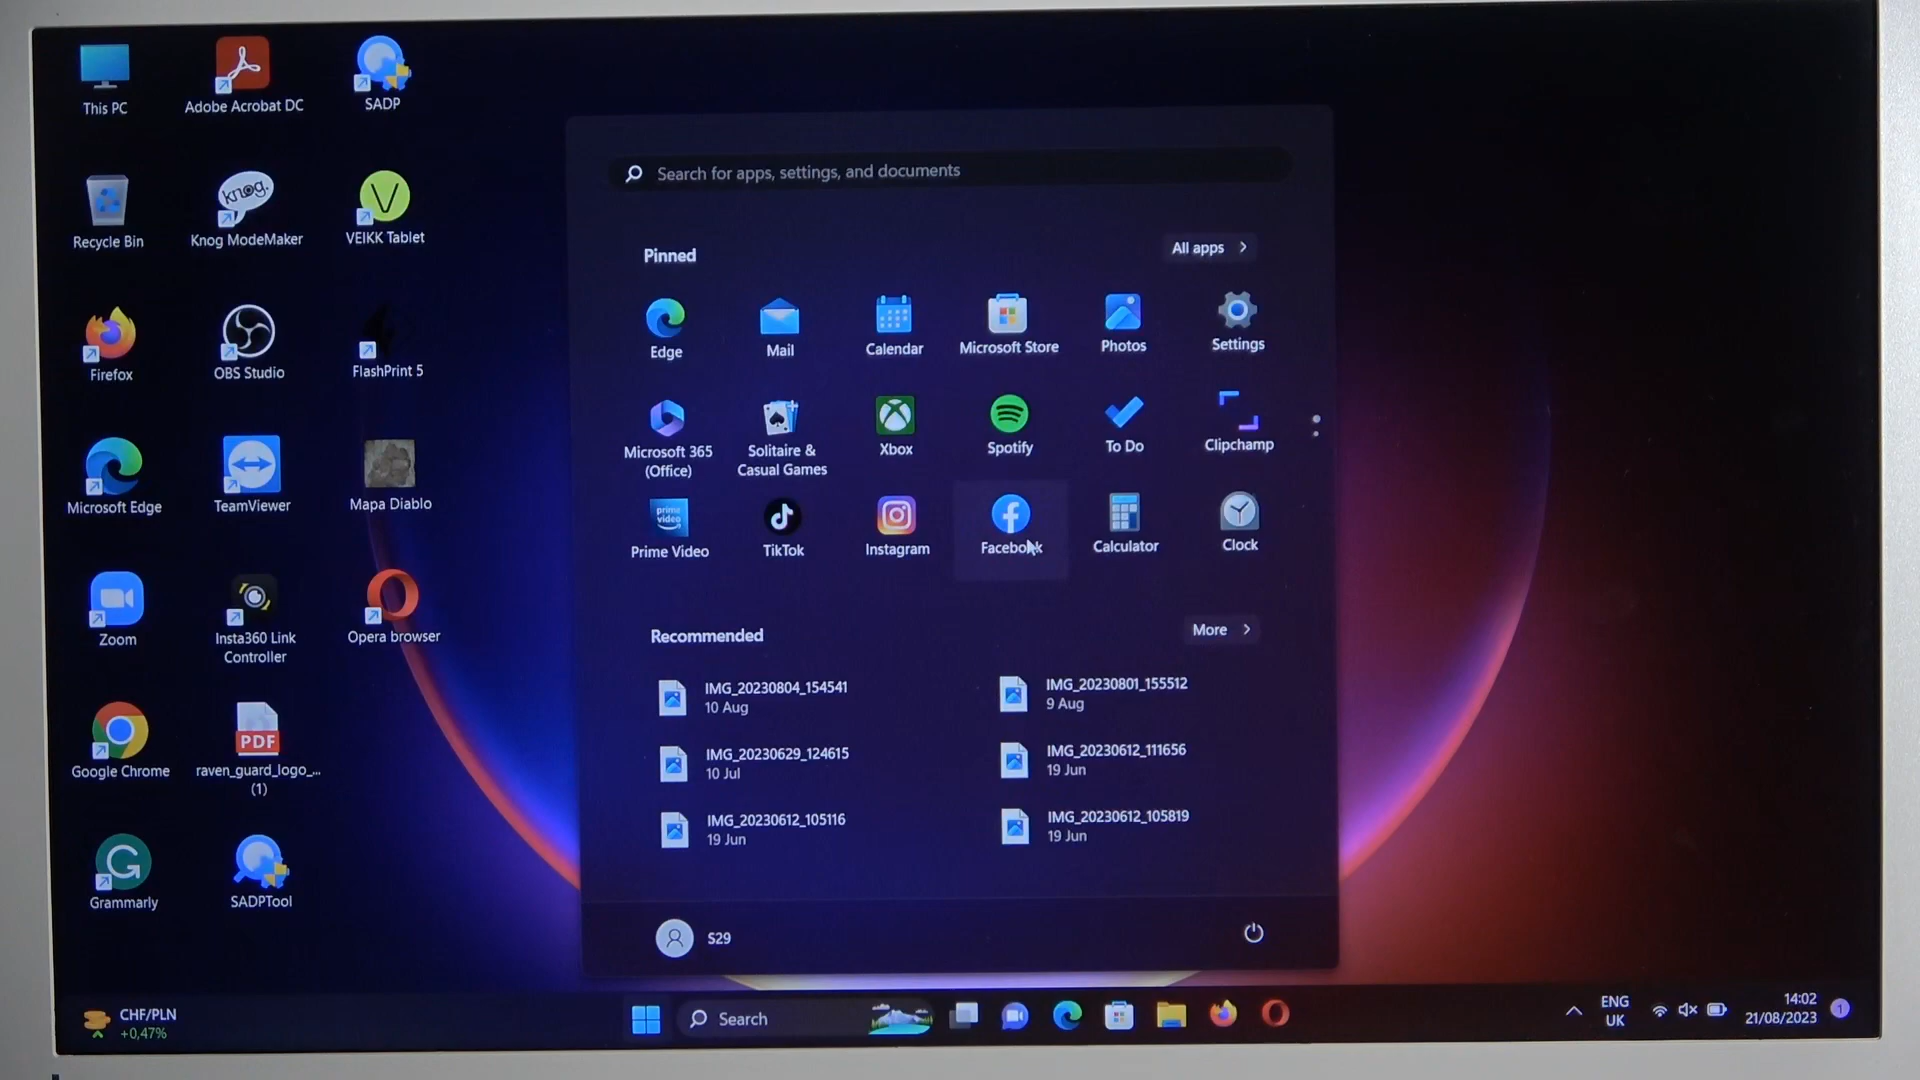 This PC
Adobe Acrobat DC
SADP
Recycle Bin
knog.
Knog ModeMaker
V
VEIKK Tablet
Firefox
OBS Studio
FlashPrint 5
Microsoft Edge
TeamViewer
Mapa Diablo
Zoom
Insta360 Link
Controller
Opera browser
Google Chrome
PDF
raven_guard_logo_...
(1)
Grammarly
SADPTool
Search for apps, settings, and documents
Pinned
All apps >
Edge
Mail
Calendar
Microsoft Store
Photos
Settings
Microsoft 365
(Office)
Solitaire &
Casual Games
Xbox
Spotify
To Do
Clipchamp
prime
video
Prime Video
TikTok
Instagram
Facebook
Calculator
Clock
Recommended
More >
IMG_20230804_154541
10 Aug
IMG_20230801_155512
9 Aug
IMG_20230629_124615
10 Jul
IMG_20230612_111656
19 Jun
IMG_20230612_105116
19 Jun
IMG_20230612_105819
19 Jun
S29
CHF/PLN
+0,47%
Search
ENG
UK
14:02
21/08/2023
1